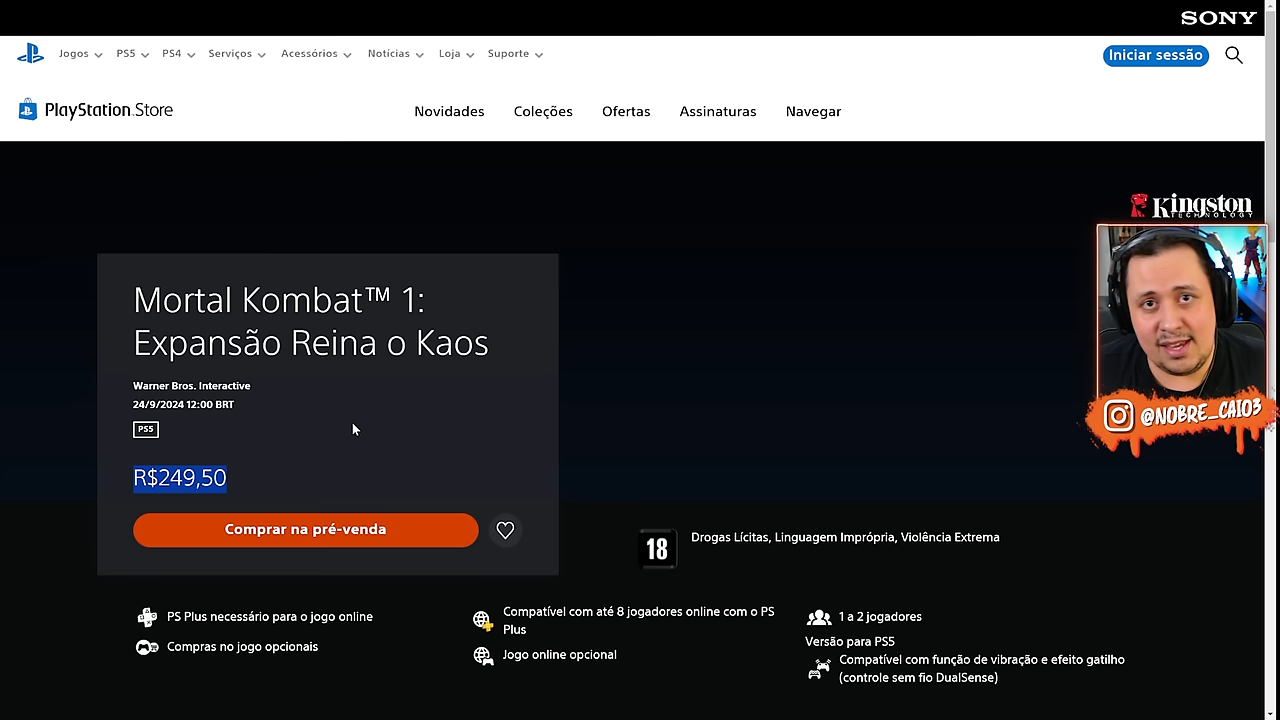 SONY
Jogos PS5 PS4 Serviços Acessórios Notícias Loja Suporte
Iniciar sessão
PlayStation Store
Novidades Coleções Ofertas Assinaturas Navegar
Kingston
TECHNOLOGY
Mortal Kombat™ 1:
Expansão Reina o Kaos
Warner Bros. Interactive
24/9/2024 12:00 BRT
PS5
@NOBRE_CAIO3
R$249,50
Comprar na pré-venda
18
Drogas Lícitas, Linguagem Imprópria, Violência Extrema
PS Plus necessário para o jogo online
Compras no jogo opcionais
Compatível com até 8 jogadores online com o PS
Plus
Jogo online opcional
1 a 2 jogadores
Versão para PS5
Compatível com função de vibração e efeito gatilho
(controle sem fio DualSense)